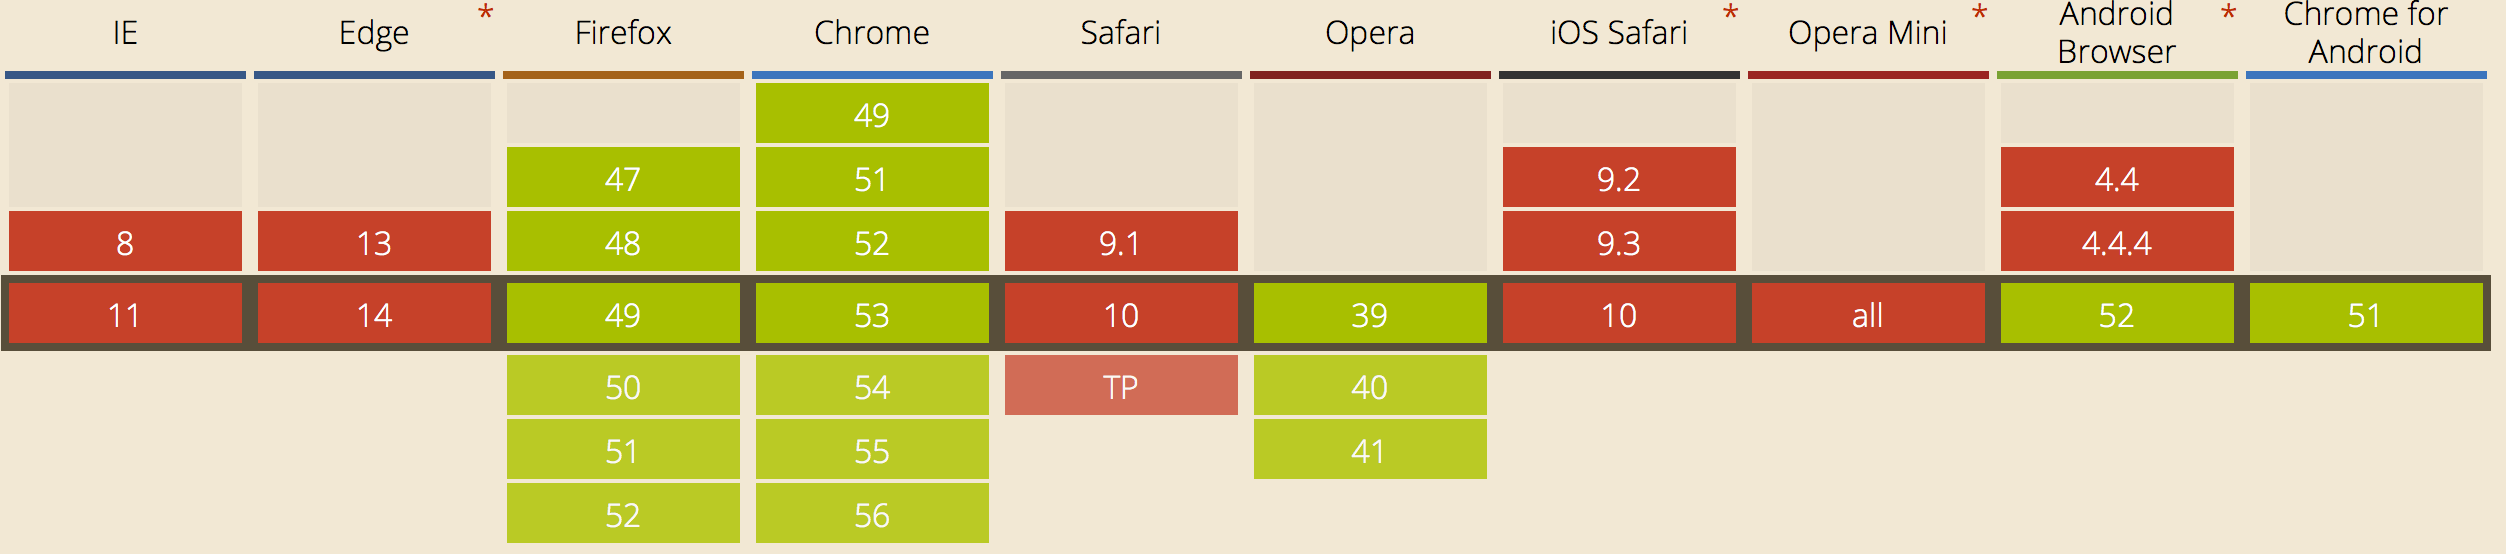 IE Edge * Firefox Chrome Safari Opera iOS Safari * Opera Mini * Android Browser * Chrome for Android
49
47 51 9.2 4.4
8 13 48 52 9.1 9.3 4.4.4
11 14 49 53 10 39 10 all 52 51
50 54 TP 40
51 55 41
52 56